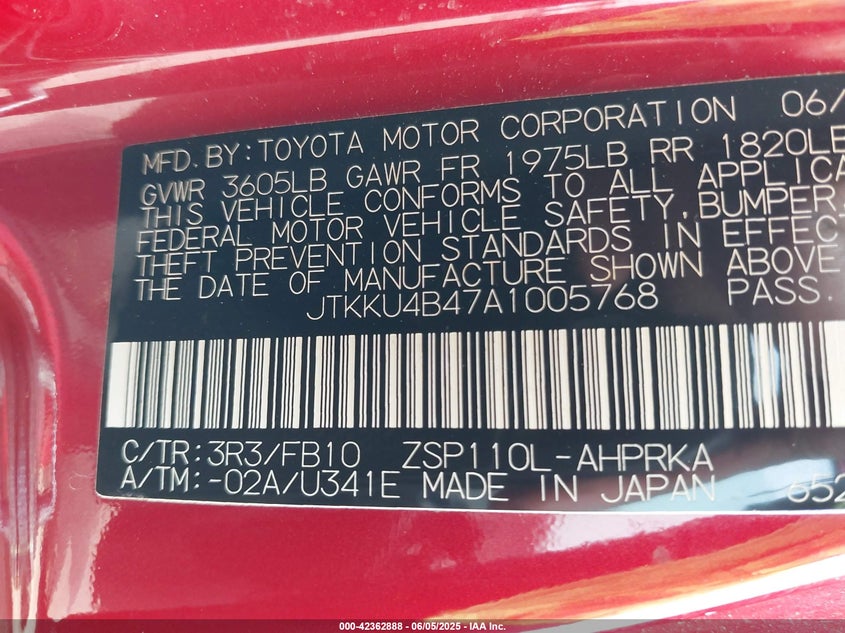 MFD. BY: TOYOTA MOTOR CORPORATION 06/
GVWR 3605LB GAWR FR 1975LB RR 1820LB
THIS VEHICLE CONFORMS TO ALL APPLICA
FEDERAL MOTOR VEHICLE SAFETY, BUMPER,
THEFT PREVENTION STANDARDS IN EFFECT
THE DATE OF MANUFACTURE SHOWN ABOVE
JTKKU4B47A1005768 PASS.
C/TR: 3R3/FB10 ZSP110L-AHPRKA
A/TM: -02A/U341E MADE IN JAPAN 652
000-42362888 - 06/05/2025 - IAA Inc.